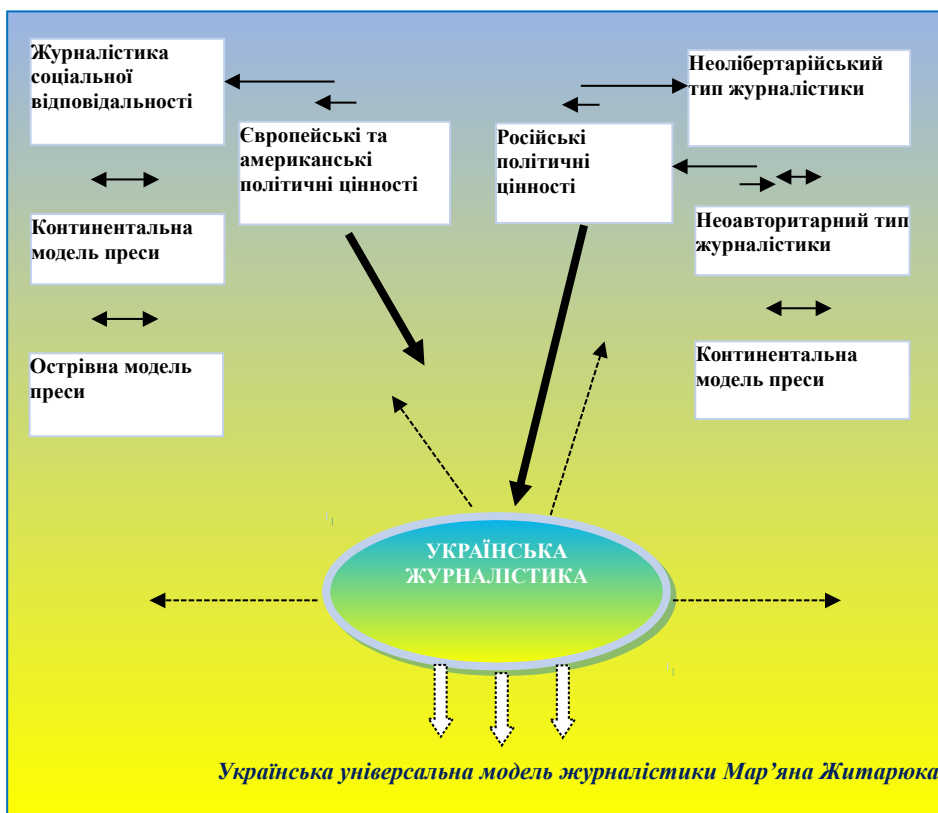 Журналістика
соціальної
відповідальності
Європейські та
американські
політичні цінності
Російські
політичні
цінності
Неолібертарійський
тип журналістики
Континентальна
модель преси
Неоавторитарний тип
журналістики
Острівна модель
преси
Континентальна
модель преси
УКРАЇНСЬКА
ЖУРНАЛІСТИКА
Українська універсальна модель журналістики Мар’яна Житарюка